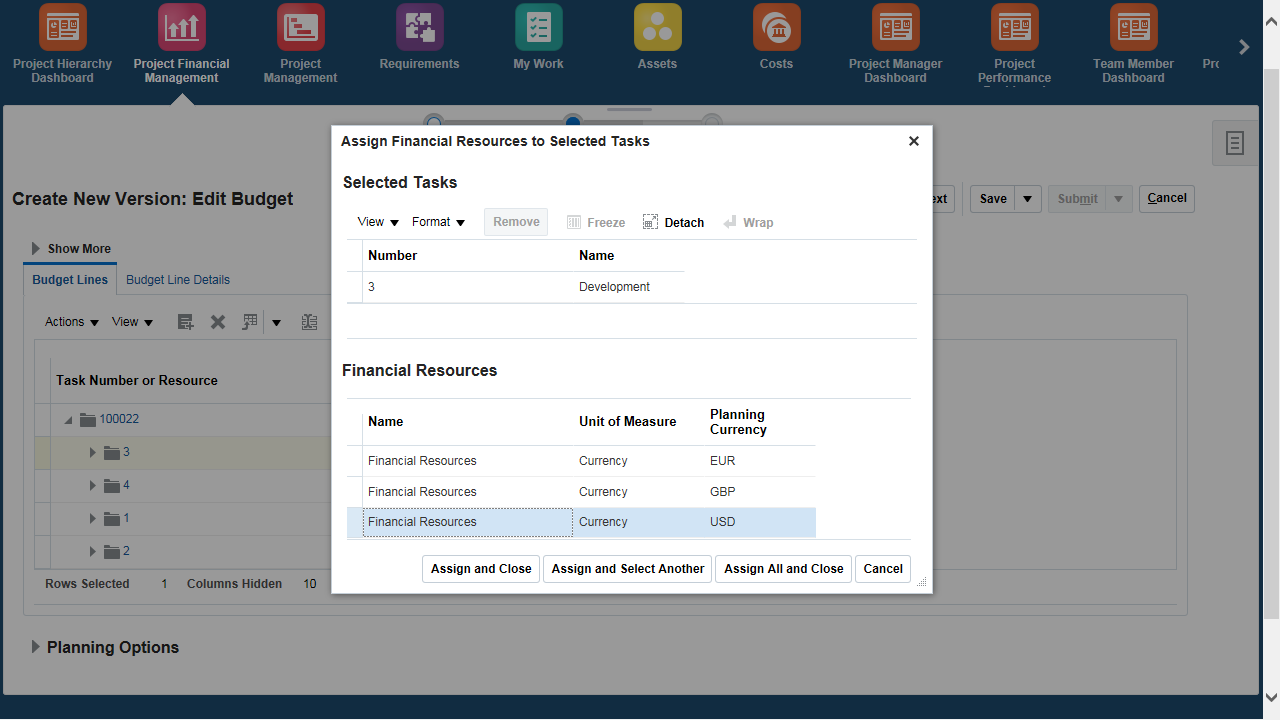 Project Hierarchy Dashboard
Project Financial Management
Project Management
Requirements
My Work
Assets
Costs
Project Manager Dashboard
Project Performance
Team Member Dashboard
Assign Financial Resources to Selected Tasks
Selected Tasks
View Format Remove Freeze Detach Wrap
Number Name
3 Development
Financial Resources
Name Unit of Measure Planning Currency
Financial Resources Currency EUR
Financial Resources Currency GBP
Financial Resources Currency USD
Assign and Close Assign and Select Another Assign All and Close Cancel
Create New Version: Edit Budget
Save Submit Cancel
Show More
Budget Lines Budget Line Details
Actions View
Task Number or Resource
100022
3
4
1
2
Rows Selected 1 Columns Hidden 10
Planning Options